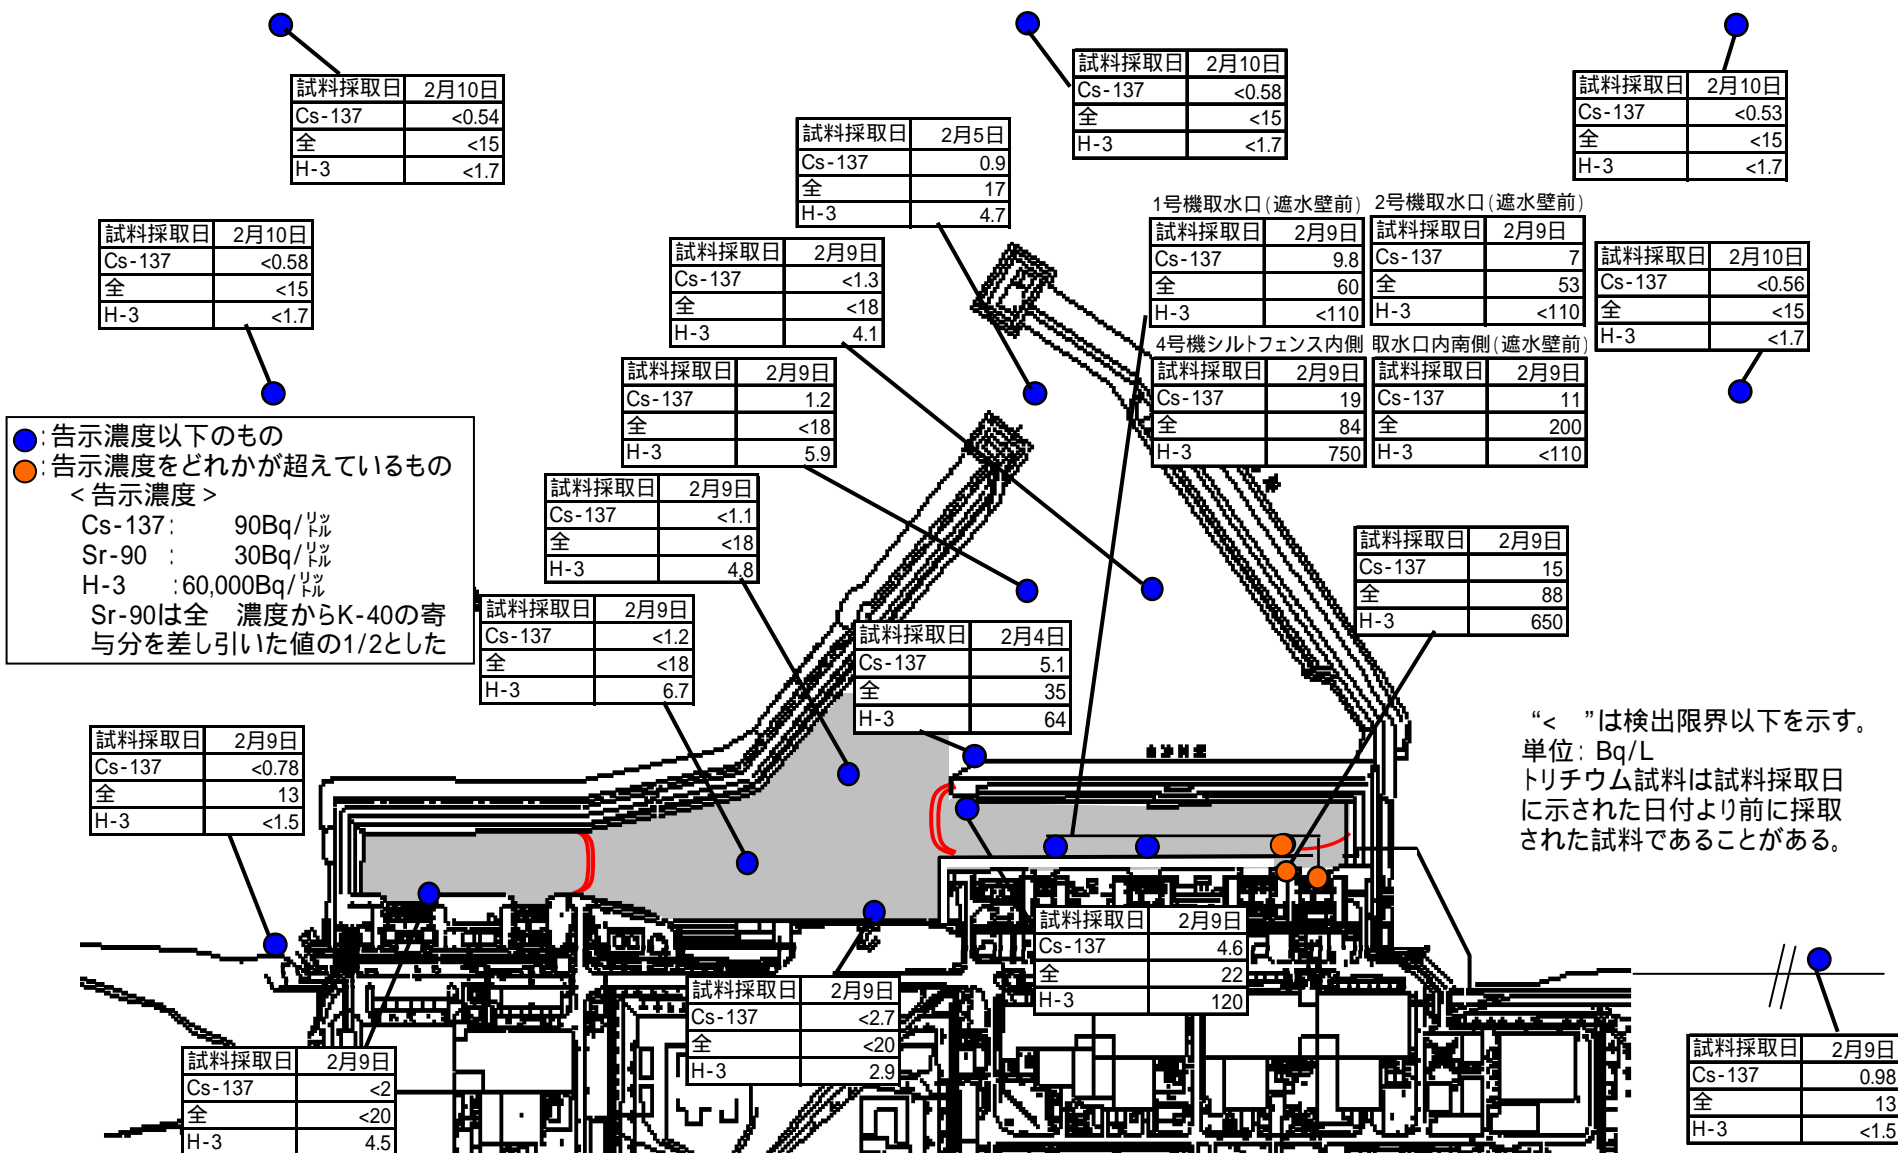 試料採取日 2月10日
Cs-137 <0.54
全 <15
H-3 <1.7
試料採取日 2月10日
Cs-137 <0.58
全 <15
H-3 <1.7
試料採取日 2月10日
Cs-137 <0.53
全 <15
H-3 <1.7
試料採取日 2月5日
Cs-137 0.9
全 17
H-3 4.7
試料採取日 2月10日
Cs-137 <0.58
全 <15
H-3 <1.7
試料採取日 2月9日
Cs-137 <1.3
全 <18
H-3 4.1
1号機取水口(遮水壁前)
試料採取日 2月9日
Cs-137 9.8
全 60
H-3 <110
2号機取水口(遮水壁前)
試料採取日 2月9日
Cs-137 7
全 53
H-3 <110
試料採取日 2月10日
Cs-137 <0.56
全 <15
H-3 <1.7
4号機シルトフェンス内側
試料採取日 2月9日
Cs-137 19
全 84
H-3 750
取水口内南側(遮水壁前)
試料採取日 2月9日
Cs-137 11
全 200
H-3 <110
試料採取日 2月9日
Cs-137 1.2
全 <18
H-3 5.9
:告示濃度以下のもの
:告示濃度をどれかが超えているもの
<告示濃度>
Cs-137: 90Bq/リットル
Sr-90 : 30Bq/リットル
H-3 :60,000Bq/リットル
Sr-90は全 濃度からK-40の寄
与分を差し引いた値の1/2とした
試料採取日 2月9日
Cs-137 <1.1
全 <18
H-3 4.8
試料採取日 2月9日
Cs-137 15
全 88
H-3 650
試料採取日 2月9日
Cs-137 <1.2
全 <18
H-3 6.7
試料採取日 2月4日
Cs-137 5.1
全 35
H-3 64
“< ”は検出限界以下を示す。
単位: Bq/L
トリチウム試料は試料採取日
に示された日付より前に採取
された試料であることがある。
試料採取日 2月9日
Cs-137 <0.78
全 13
H-3 <1.5
試料採取日 2月9日
Cs-137 4.6
全 22
H-3 120
試料採取日 2月9日
Cs-137 <2.7
全 <20
H-3 2.9
試料採取日 2月9日
Cs-137 <2
全 <20
H-3 4.5
試料採取日 2月9日
Cs-137 0.98
全 13
H-3 <1.5